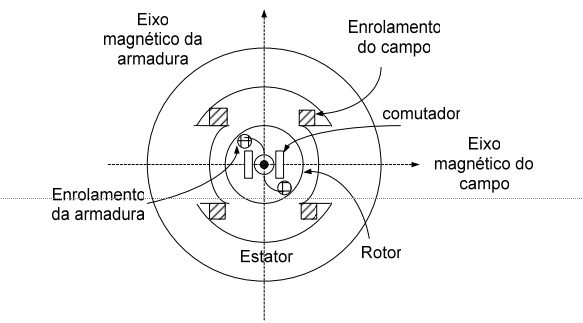 Eixo
magnético da
armadura
Enrolamento
do campo
comutador
Eixo
magnético do
campo
Enrolamento
da armadura
Estator
Rotor